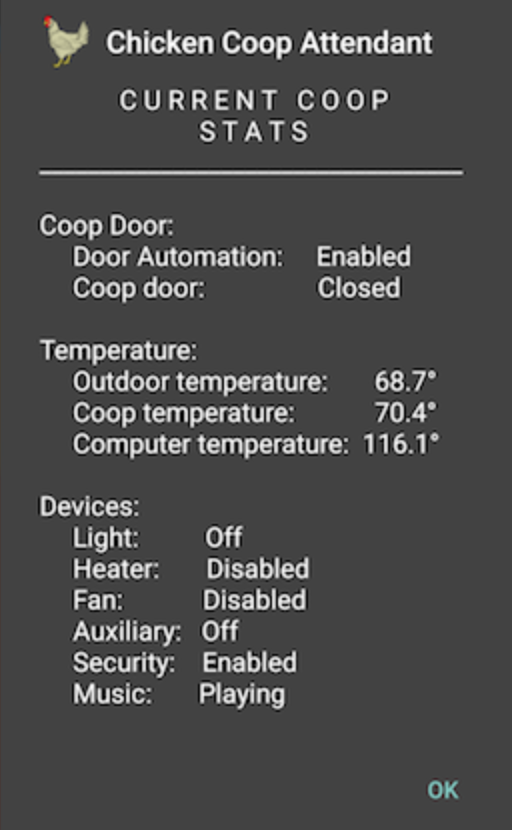 Chicken Coop Attendant
CURRENT COOP
STATS
Coop Door:
Door Automation: Enabled
Coop door: Closed
Temperature:
Outdoor temperature: 68.7°
Coop temperature: 70.4°
Computer temperature: 116.1°
Devices:
Light: Off
Heater: Disabled
Fan: Disabled
Auxiliary: Off
Security: Enabled
Music: Playing
OK